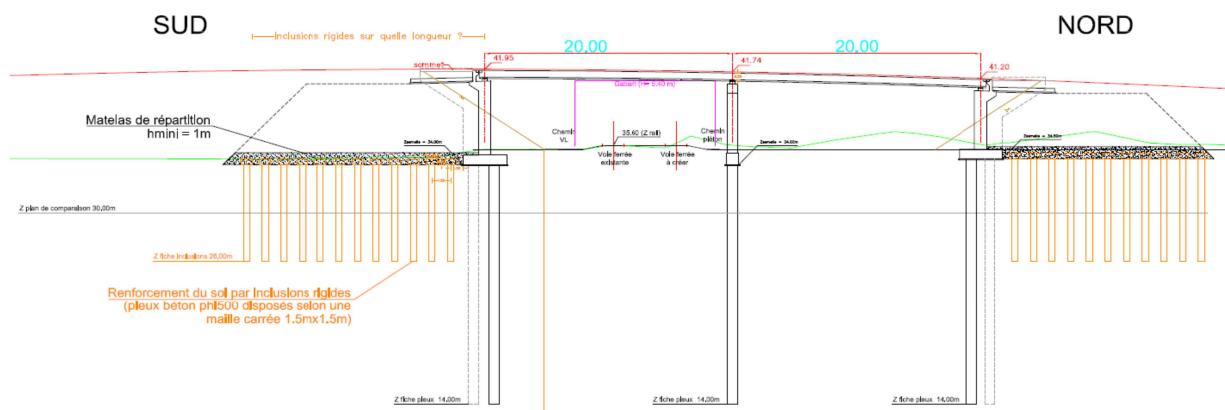 SUD
NORD
Inclusions rigides sur quelle longueur ?
20,00
20,00
41.95
41.74
41.20
sommet
Gabarit (h= 5.40 m)
Matelas de répartition
hmini = 1m
Chemin
VL
35.60 (Z rail)
Chemin
piéton
Voie ferrée
existante
Voie ferrée
à créer
Z plan de comparaison 30,00m
Z fiche inclusions 26,00m
Renforcement du sol par inclusions rigides
(pieux béton phi500 disposés selon une
maille carrée 1.5mx1.5m)
Z fiche pieux 14,00m
Z fiche pieux 14,00m
Z fiche pieux 14,00m